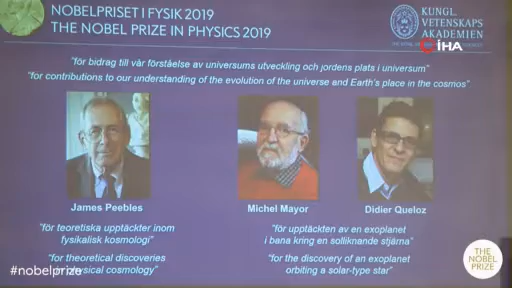 NOBELPRISET I FYSIK 2019
THE NOBEL PRIZE IN PHYSICS 2019
KUNGL.
VETENSKAPS
AKADEMIEN
İHA
"för bidrag till vår förståelse av universums utveckling och jordens plats i universum"
"for contributions to our understanding of the evolution of the universe and Earth's place in the cosmos"
James Peebles
Michel Mayor
Didier Queloz
"för teoretiska upptäckter inom
fysikalisk kosmologi"
"for theoretical discoveries
in physical cosmology"
"för upptäckten av en exoplanet
i bana kring en solliknande stjärna"
"for the discovery of an exoplanet
orbiting a solar-type star"
#nobelprize
THE
NOBEL
PRIZE